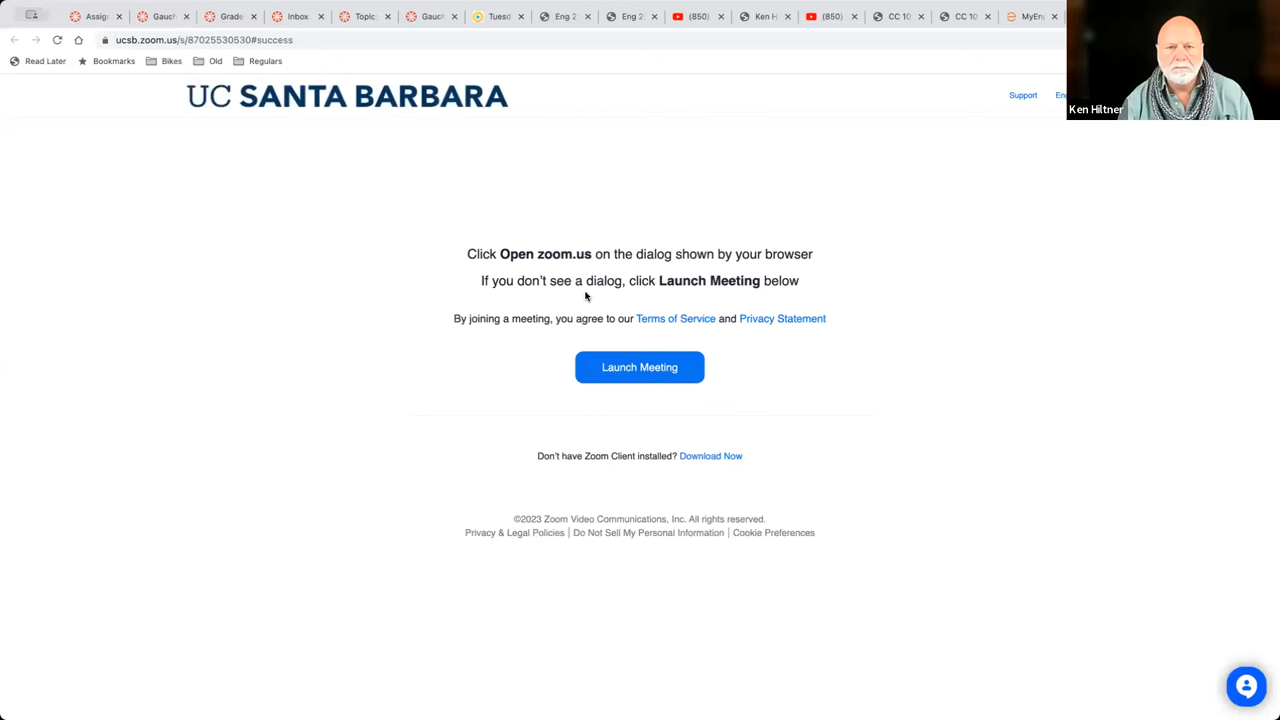 Assign
Gauch
Grade
Inbox
Topic:
Gauch
Tuesd
Eng 2
Eng 2
(850)
Ken H
(850)
CC 10
CC 10
MyEn
ucsb.zoom.us/s/87025530530#success
Read Later
Bookmarks
Bikes
Old
Regulars
UC SANTA BARBARA
Support
En
Ken Hiltner
Click Open zoom.us on the dialog shown by your browser
If you don't see a dialog, click Launch Meeting below
By joining a meeting, you agree to our Terms of Service and Privacy Statement
Launch Meeting
Don't have Zoom Client installed? Download Now
©2023 Zoom Video Communications, Inc. All rights reserved.
Privacy & Legal Policies | Do Not Sell My Personal Information | Cookie Preferences